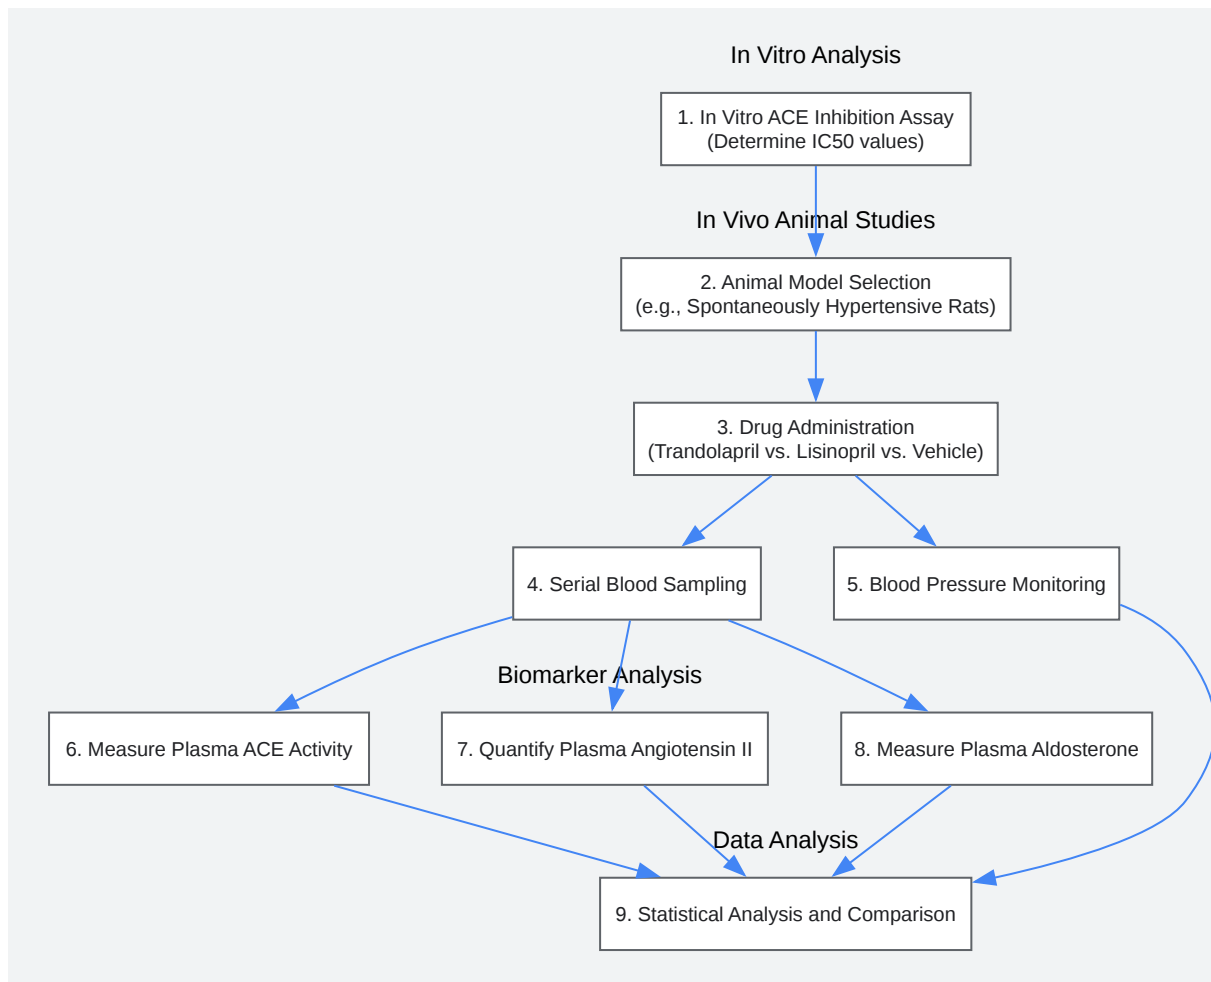 In Vitro Analysis
1. In Vitro ACE Inhibition Assay
(Determine IC50 values)
In Vivo Animal Studies
2. Animal Model Selection
(e.g., Spontaneously Hypertensive Rats)
3. Drug Administration
(Trandolapril vs. Lisinopril vs. Vehicle)
4. Serial Blood Sampling
5. Blood Pressure Monitoring
Biomarker Analysis
6. Measure Plasma ACE Activity
7. Quantify Plasma Angiotensin II
8. Measure Plasma Aldosterone
Data Analysis
9. Statistical Analysis and Comparison